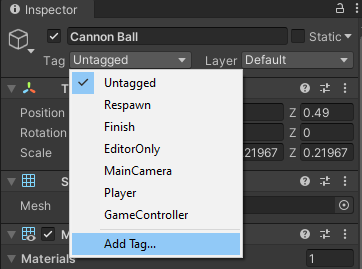 Inspector
Cannon Ball
Static
Tag Untagged Layer Default
Untagged
T
Respawn
Position Z 0.49
Finish
Rotation Z 0
EditorOnly
Scale 21967 Z 0.21967
MainCamera
S
Player
Mesh
GameController
M
Add Tag...
Materials 1